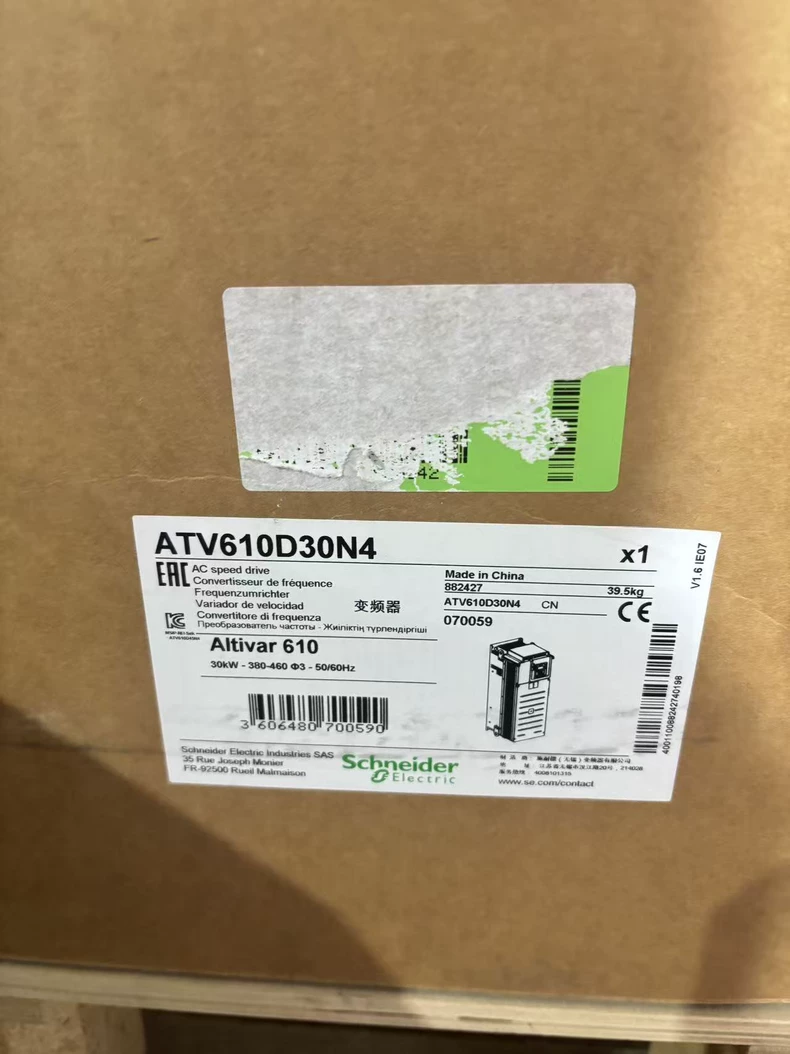 42
ATV610D30N4
x1
V1.6 IE07
EAC
AC speed drive
Convertisseur de fréquence
Frequenzumrichter
Variador de velocidad
Convertitore di frequenza
Преобразователь частоты - Жиіліктің түрлендіргіші
变频器
Made in China
882427
39.5kg
ATV610D30N4 CN
070059
CE
Altivar 610
30kW - 380-460 Φ3 - 50/60Hz
3 606480 700590
400110088242740198
Schneider Electric Industries SAS
35 Rue Joseph Monier
FR-92500 Rueil Malmaison
Schneider
Electric
www.se.com/contact